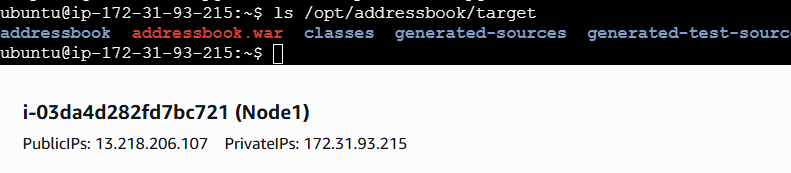 ubuntu@ip-172-31-93-215:~$ ls /opt/addressbook/target
addressbook addressbook.war classes generated-sources generated-test-sourc
ubuntu@ip-172-31-93-215:~$
i-03da4d282fd7bc721 (Node1)
PublicIPs: 13.218.206.107 PrivateIPs: 172.31.93.215